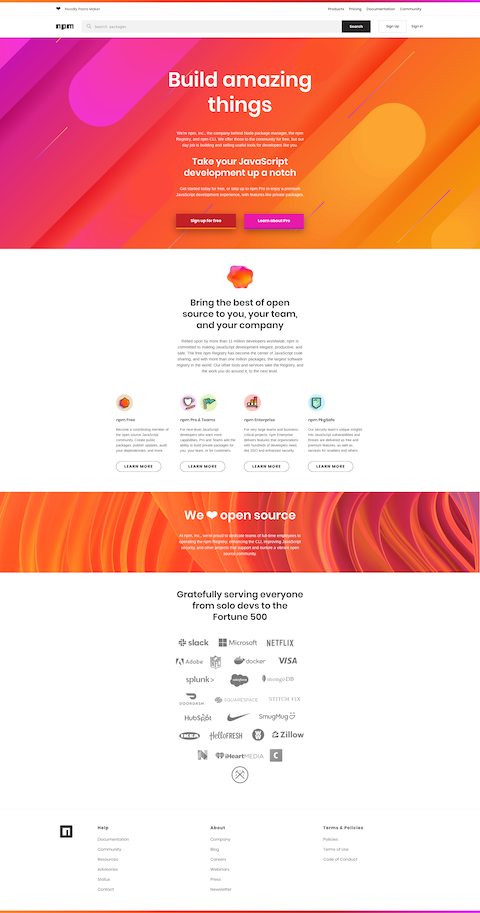 Products Pricing Documentation Community
npm
Search packages
Search
Sign Up
Sign In
Build amazing
things
We're npm, Inc., the company behind Node package manager, the npm
Registry, and npm CLI. We offer those to the community for free, but our
day job is building and selling useful tools for developers like you.
Take your JavaScript
development up a notch
Get started today for free, or step up to npm Pro to enjoy a premium
JavaScript development experience, with features like private packages.
Sign up for free
Learn about Pro
Bring the best of open
source to you, your team,
and your company
Relied upon by more than 11 million developers worldwide, npm is
committed to making JavaScript development elegant, productive, and
safe. The free npm Registry has become the center of JavaScript code
sharing, and with more than one million packages, the largest software
registry in the world. Our other tools and services take the Registry, and
the work you do around it, to the next level.
npm Free
Become a contributing member of
the open source JavaScript
community. Create public
packages, publish updates, audit
your dependencies, and more.
LEARN MORE
npm Pro & Teams
For next-level JavaScript
developers who want more
capabilities. Pro and Teams add the
ability to build private packages for
you, your team, or for customers.
LEARN MORE
npm Enterprise
For very large teams and business
critical projects, npm Enterprise
delivers features that organizations
with hundreds of developers need,
like SSO and enhanced security.
LEARN MORE
npm PkgSafe
Our security team's unique insights
into JavaScript vulnerabilities and
threats are delivered as free and
premium features, as well as
services for resellers and others.
LEARN MORE
We ❤ open source
At npm, Inc., we're proud to dedicate teams of full-time employees to
operating the npm Registry, enhancing the CLI, improving JavaScript
security, and other projects that support and nurture a vibrant open
source community.
Gratefully serving everyone
from solo devs to the
Fortune 500
slack Microsoft NETFLIX
Adobe NFL docker VISA
splunk> salesforce mongoDB
DOORDASH SQUARESPACE STITCH FIX
HubSpot SmugMug
IKEA HelloFRESH Zillow
N iHeartMEDIA C
n
Help
Documentation
Community
Resources
Advisories
Status
Contact
About
Company
Blog
Careers
Webinars
Press
Newsletter
Terms & Policies
Policies
Terms of Use
Code of Conduct